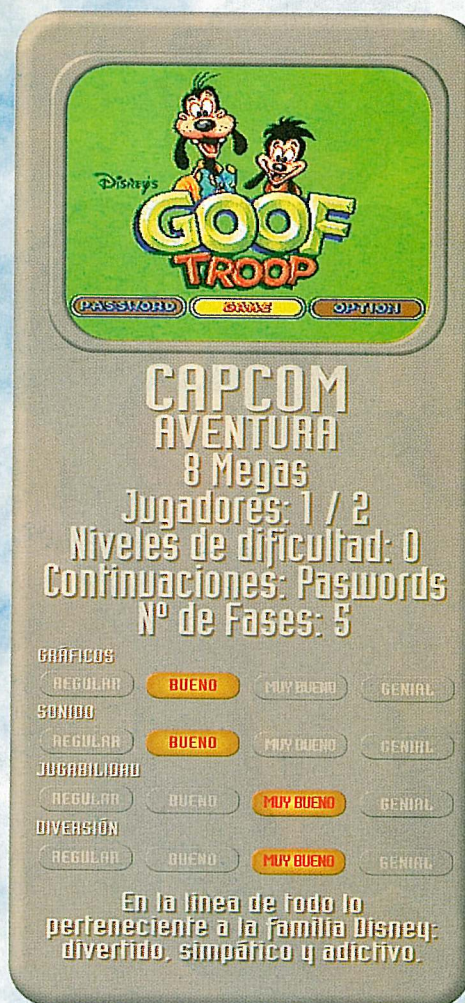 Disney's
GOOF
TROOP
PASSWORD GAME OPTION
CAPCOM
AVENTURA
8 Megas
Jugadores: 1 / 2
Niveles de dificultad: 0
Continuaciones: Paswords
Nº de Fases: 5
GRÁFICOS
REGULAR BUENO MUY BUENO GENIAL
SONIDO
REGULAR BUENO MUY BUENO GENIAL
JUGABILIDAD
REGULAR BUENO MUY BUENO GENIAL
DIVERSIÓN
REGULAR BUENO MUY BUENO GENIAL
En la línea de todo lo
perteneciente a la familia Disney:
divertido, simpático y adictivo.